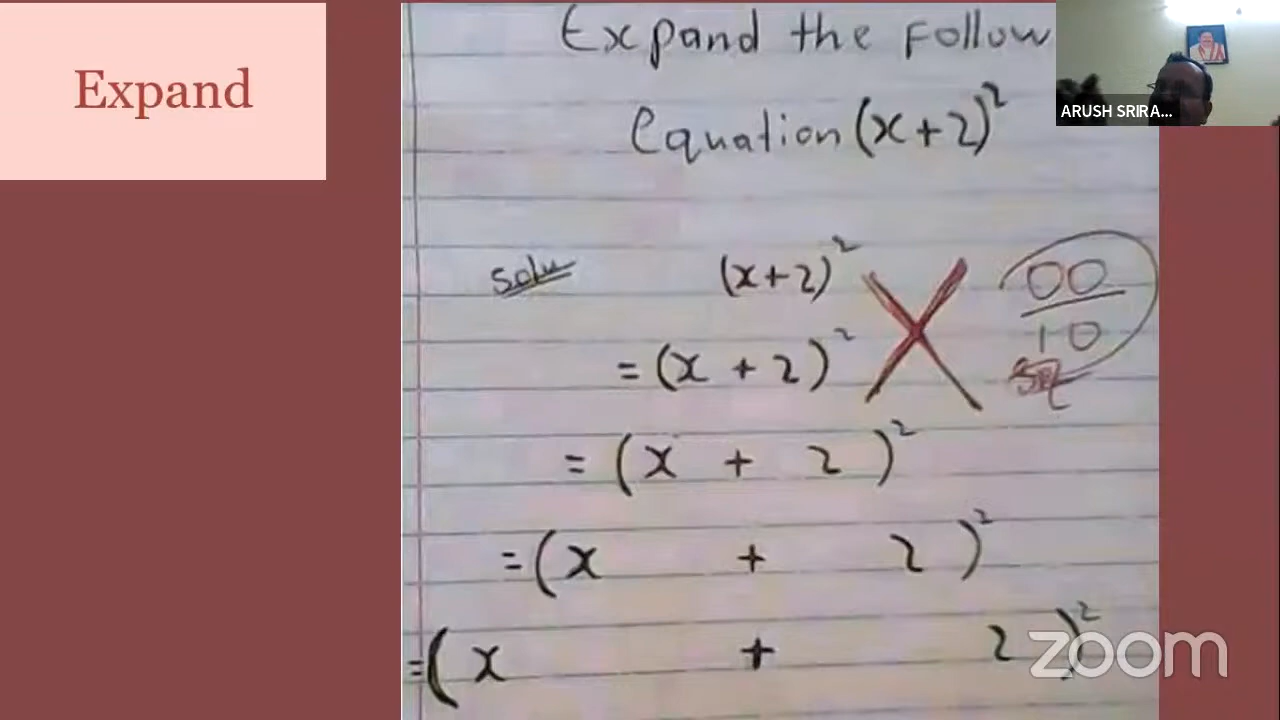 Expand
Expand the follow
Equation (x+2)²
ARUSH SRIRA...
Solu
(x+2)²
= (x + 2)²
00
10
= (x + 2)²
= (x + 2)²
= (x + 2)²
zoom